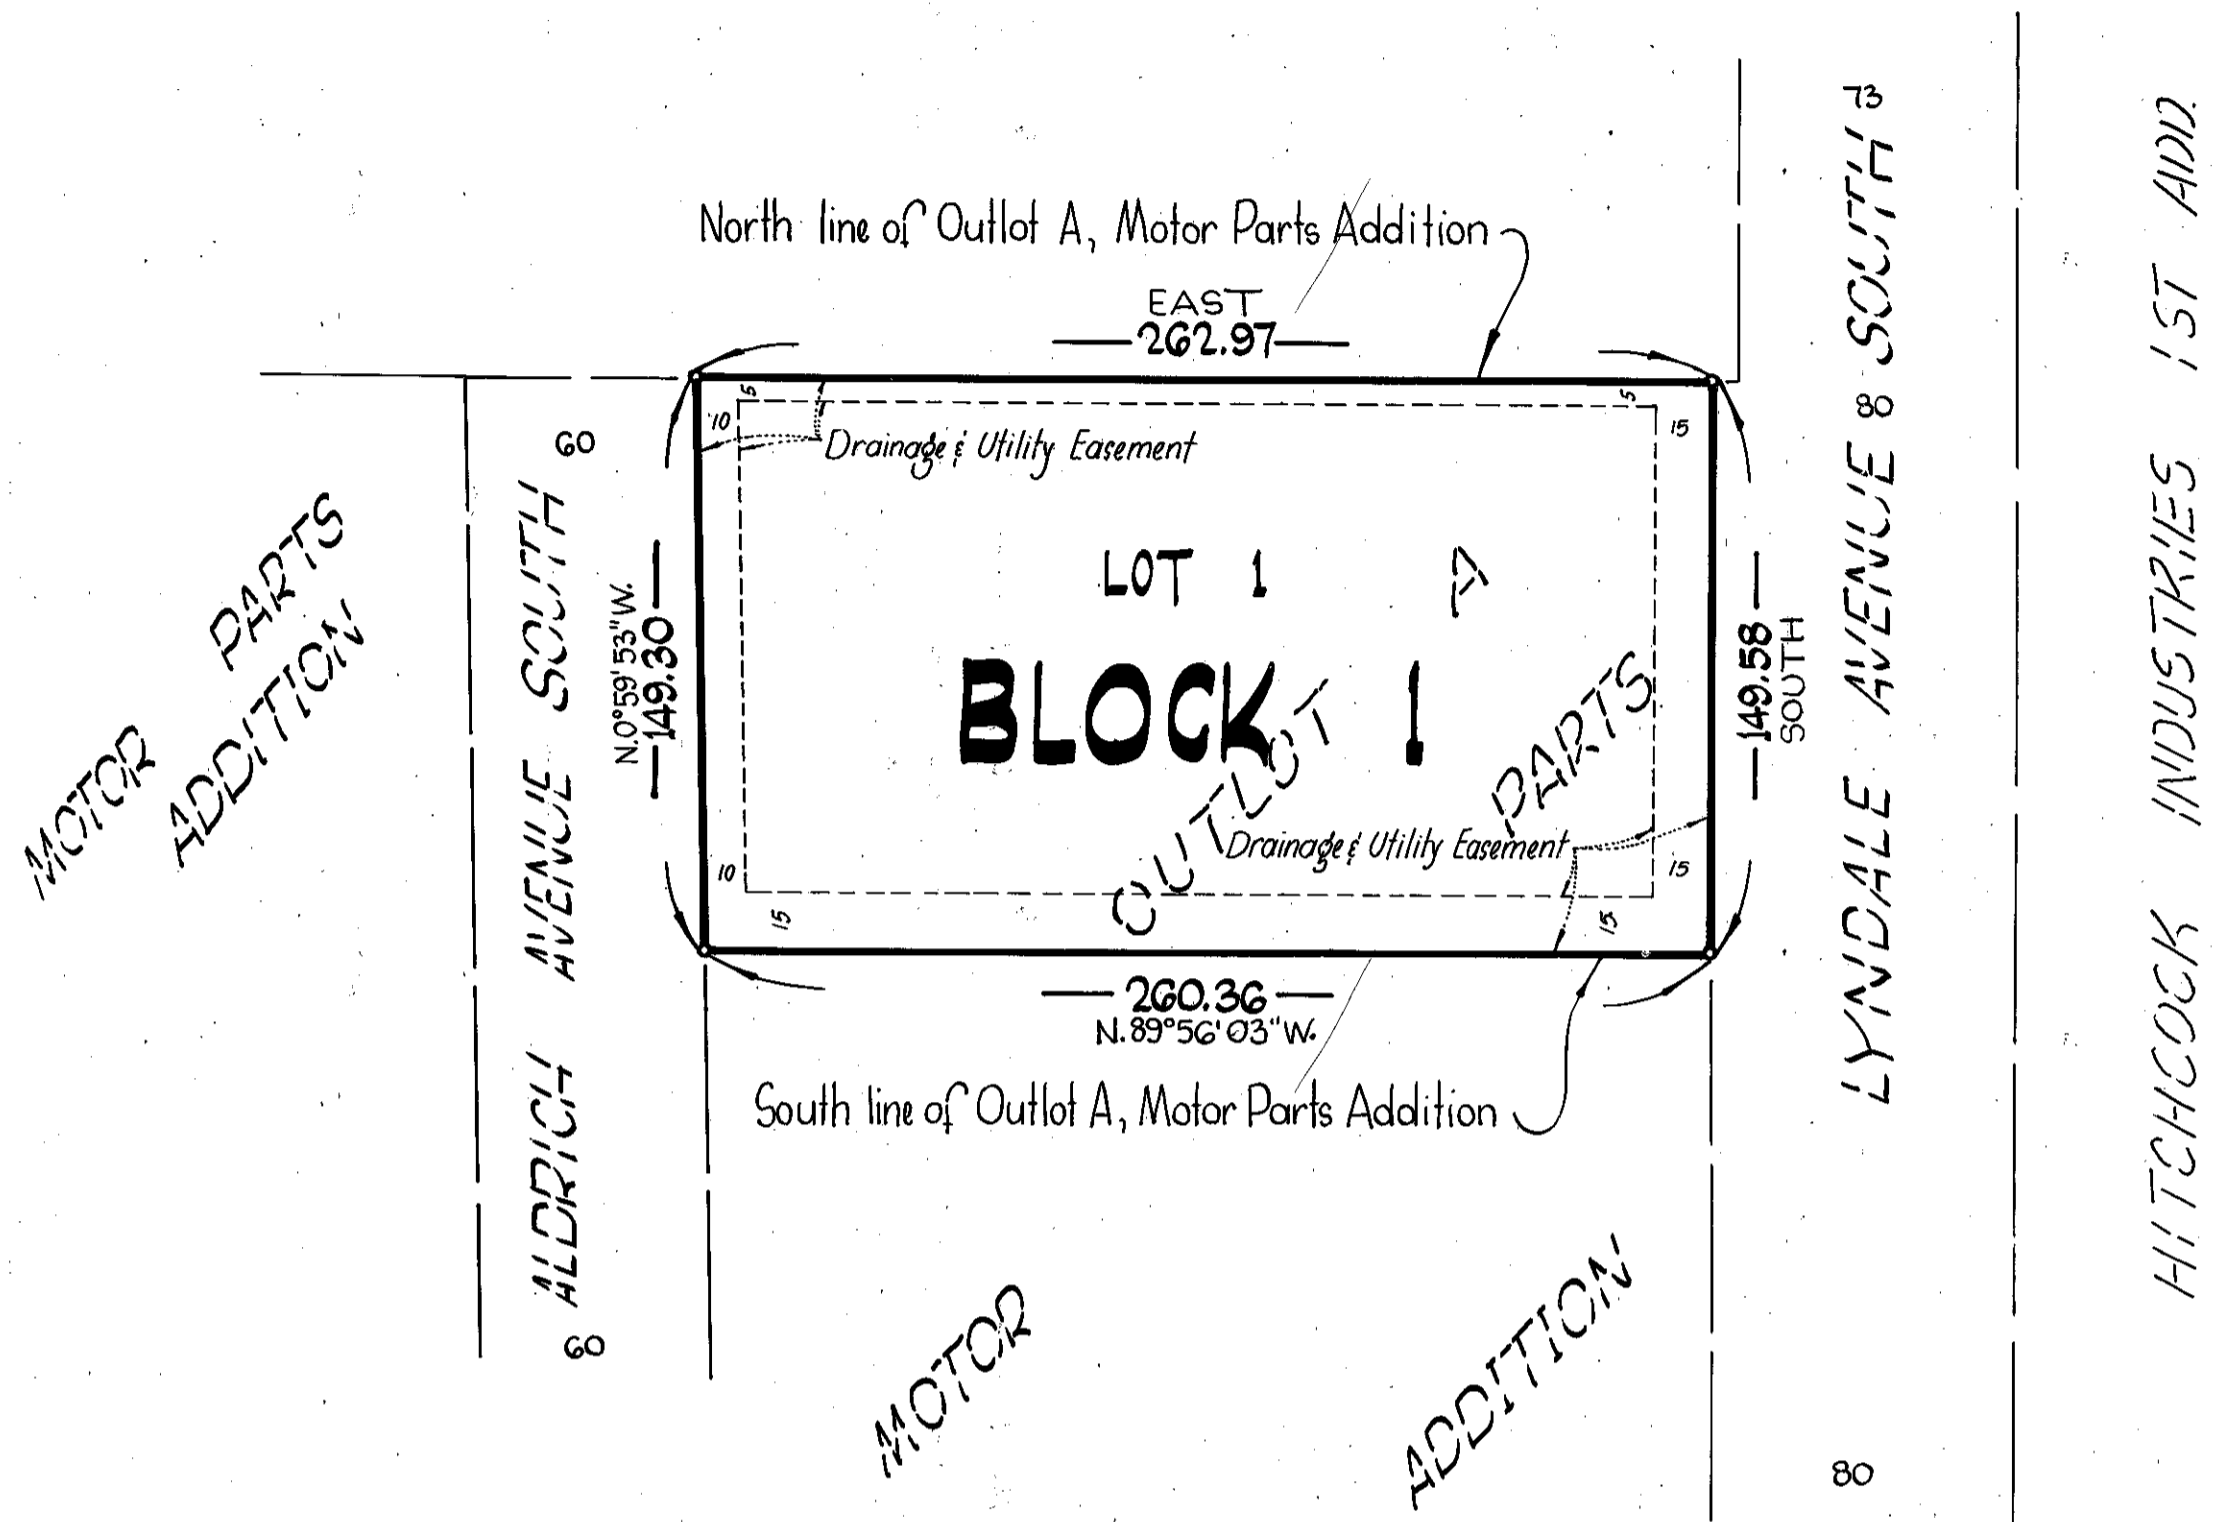 73
North line of Outlot A, Motor Parts Addition
EAST
262.97
5
5
10
15
80
60
Drainage & Utility Easement
LOT 1
A
BLOCK 1
OUTLOT
PARTS
N.0°59'53"W.
149.30
149.58
SOUTH
Drainage & Utility Easement
10
15
15
15
260.36
N.89°56'03"W.
South line of Outlot A, Motor Parts Addition
MOTOR
PARTS
ADDITION
ALDRICH AVENUE SOUTH
60
MOTOR
ADDITION
LYNDALE AVENUE SOUTH
80
HITCHCOCK INDUSTRIES 1ST ADD.